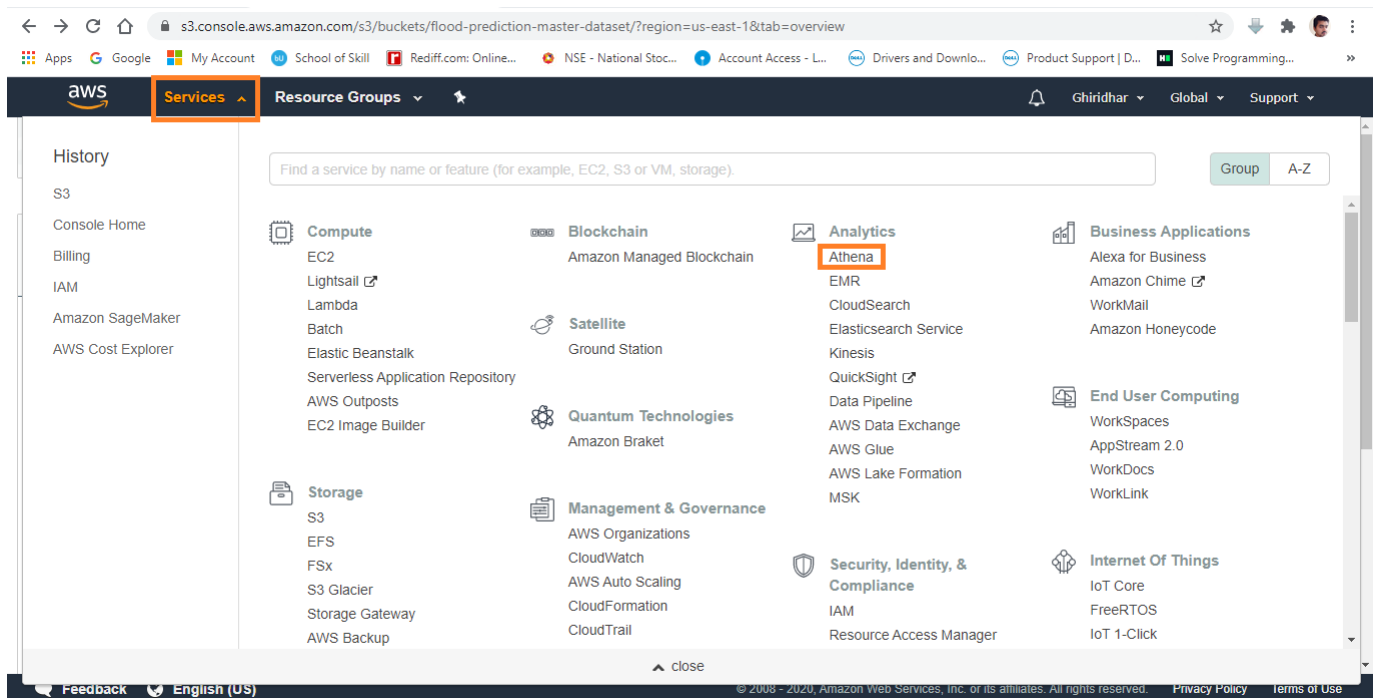 s3.console.aws.amazon.com/s3/buckets/flood-prediction-master-dataset/?region=us-east-1&tab=overview
Apps Google My Account School of Skill Rediff.com: Online... NSE - National Stoc... Account Access - L... Drivers and Downlo... Product Support | D... Solve Programming... »
aws Services Resource Groups Ghiridhar Global Support
History
S3
Console Home
Billing
IAM
Amazon SageMaker
AWS Cost Explorer
Find a service by name or feature (for example, EC2, S3 or VM, storage).
Group A-Z
Compute
EC2
Lightsail
Lambda
Batch
Elastic Beanstalk
Serverless Application Repository
AWS Outposts
EC2 Image Builder
Storage
S3
EFS
FSx
S3 Glacier
Storage Gateway
AWS Backup
Blockchain
Amazon Managed Blockchain
Satellite
Ground Station
Quantum Technologies
Amazon Braket
Management & Governance
AWS Organizations
CloudWatch
AWS Auto Scaling
CloudFormation
CloudTrail
Analytics
Athena
EMR
CloudSearch
Elasticsearch Service
Kinesis
QuickSight
Data Pipeline
AWS Data Exchange
AWS Glue
AWS Lake Formation
MSK
Security, Identity, &
Compliance
IAM
Resource Access Manager
Business Applications
Alexa for Business
Amazon Chime
WorkMail
Amazon Honeycode
End User Computing
WorkSpaces
AppStream 2.0
WorkDocs
WorkLink
Internet Of Things
IoT Core
FreeRTOS
IoT 1-Click
close
Feedback English (US) © 2008 - 2020, Amazon Web Services, Inc. or its affiliates. All rights reserved. Privacy Policy Terms of Use